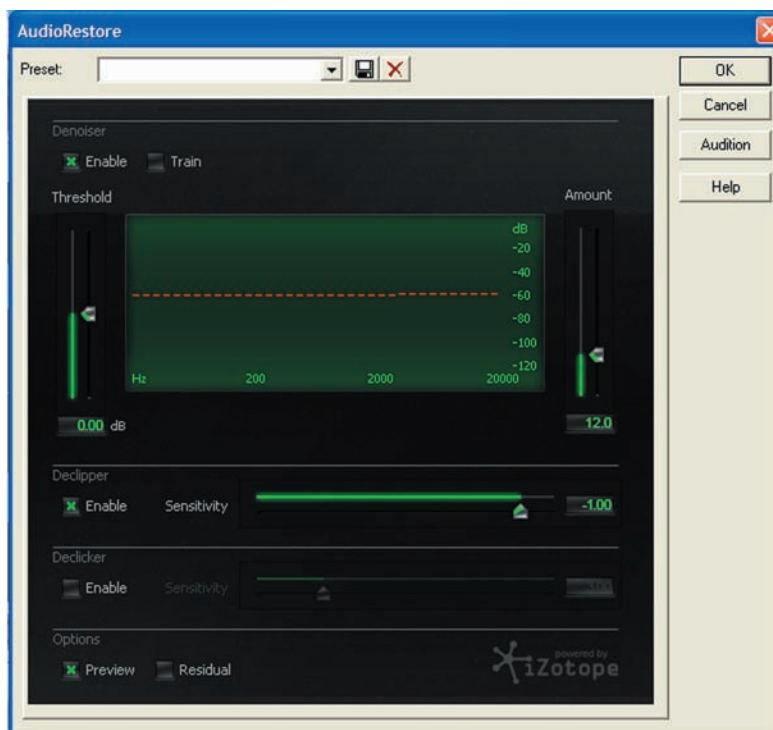 AudioRestore
Preset:
OK
Cancel
Audition
Help
Denoiser
Enable Train
Threshold
Amount
dB
-20
-40
-60
-80
-100
-120
Hz 200 2000 20000
0.00 dB
12.0
Declipper
Enable Sensitivity -1.00
Declicker
Enable Sensitivity
Options
Preview Residual
powered by
iZotope